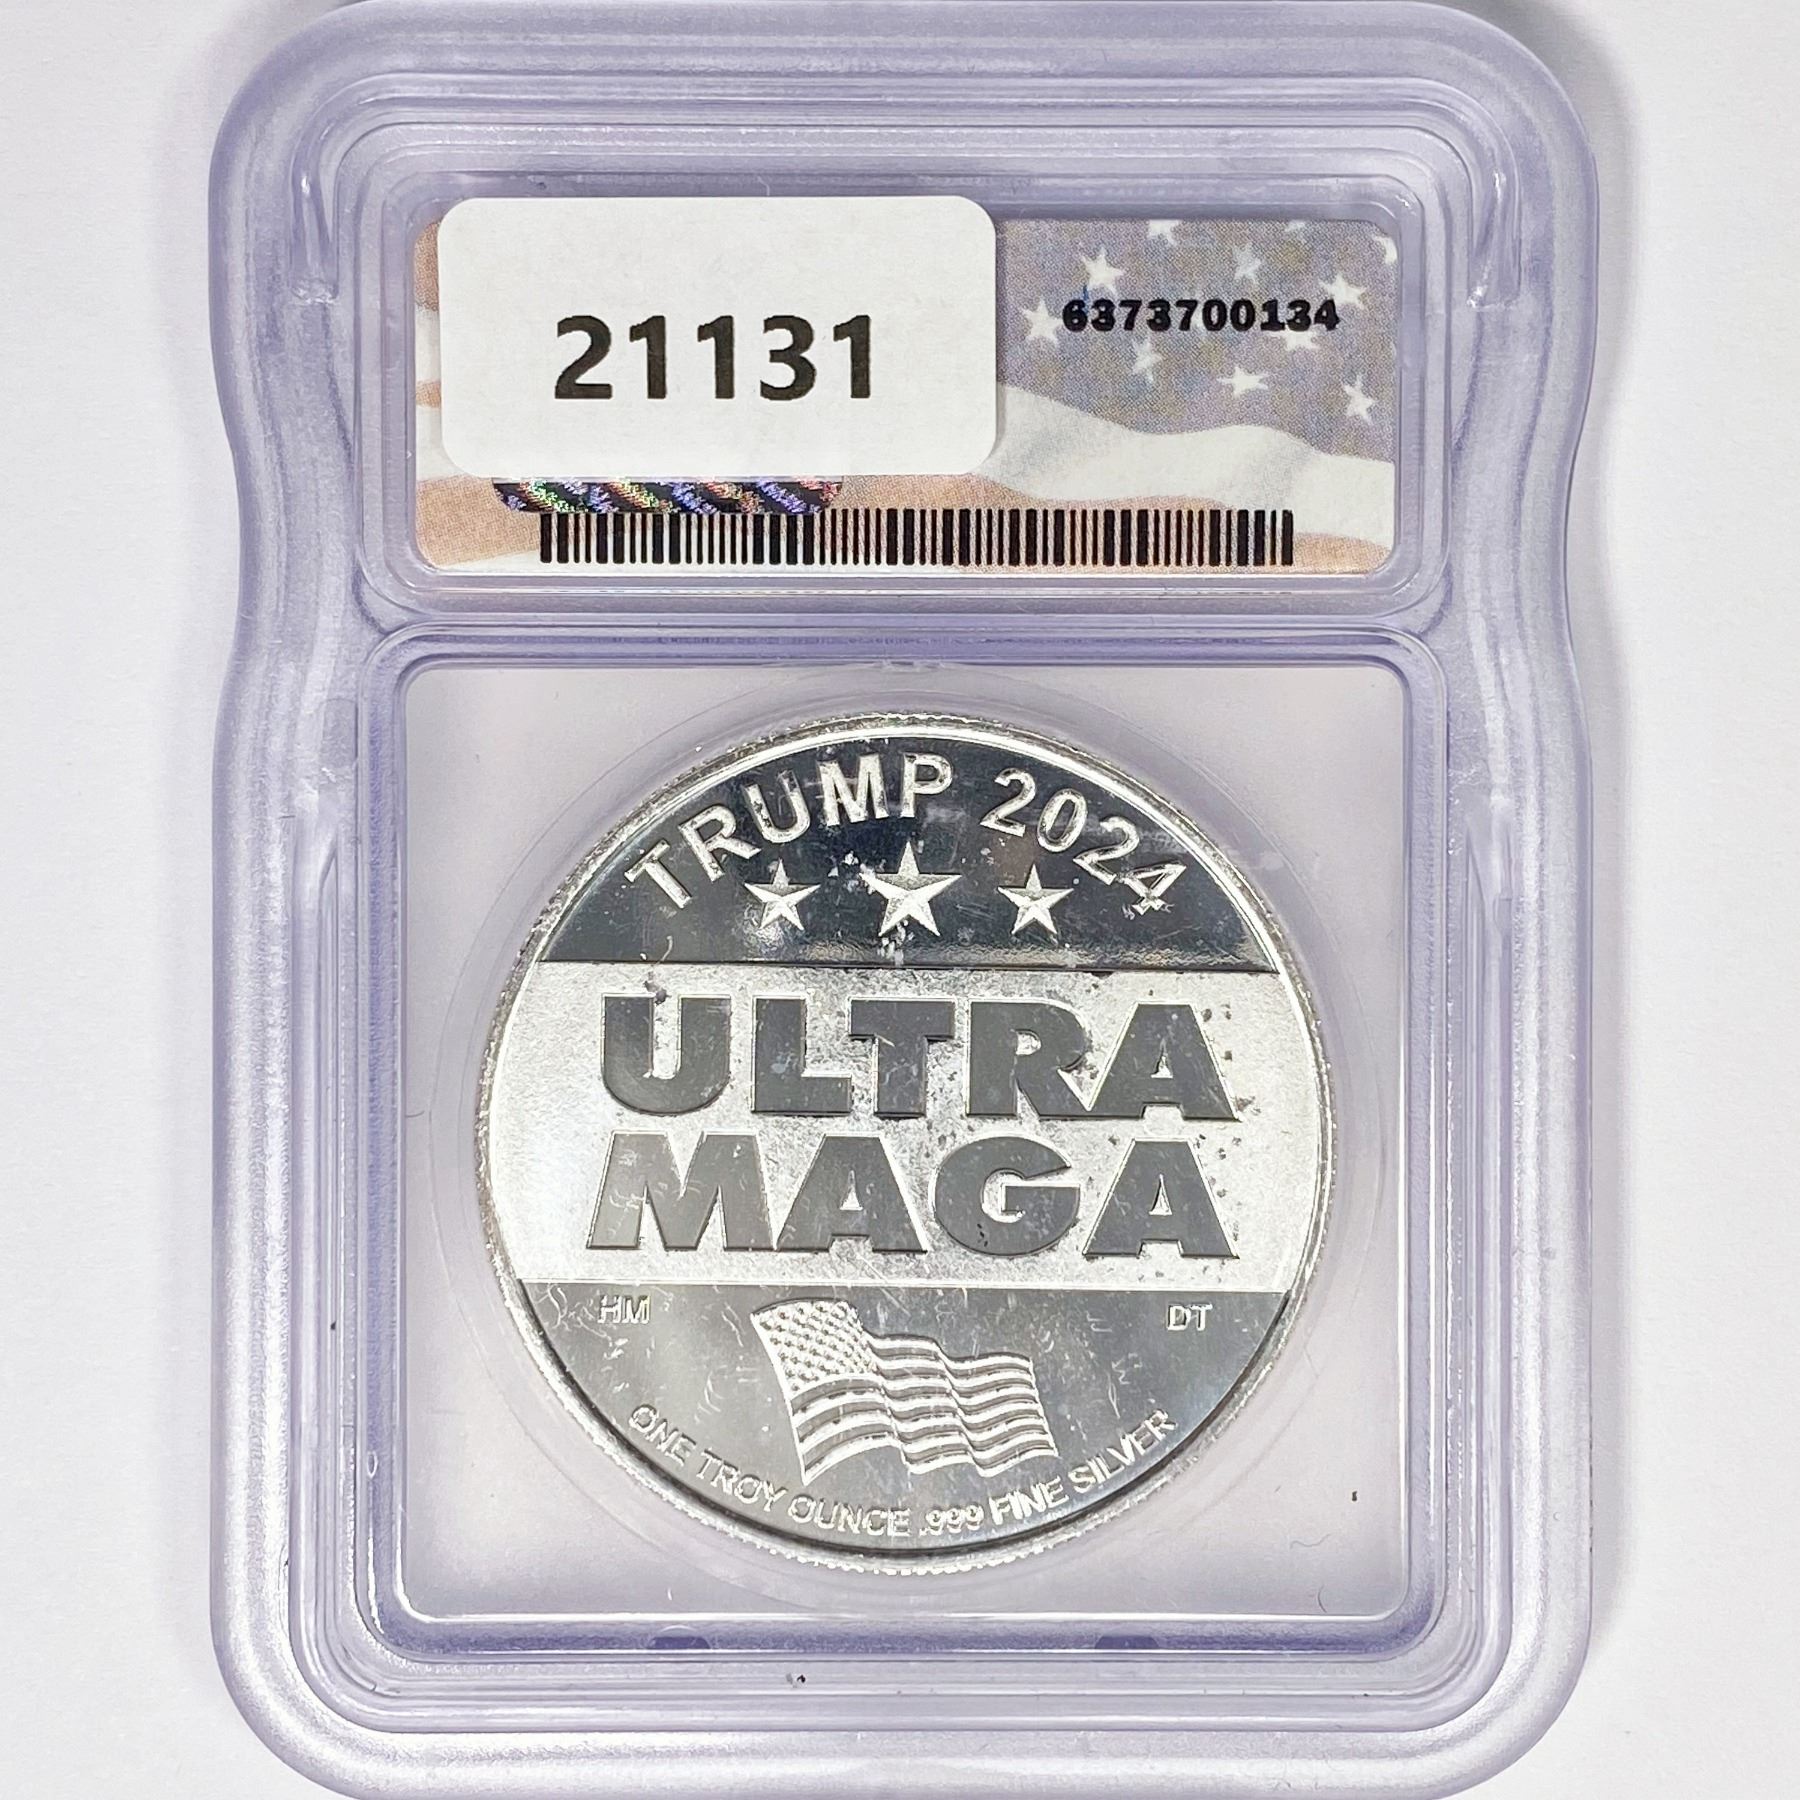 21131
6373700134
TRUMP 2024
ULTRA
MAGA
HM
DT
ONE TROY OUNCE .999 FINE SILVER